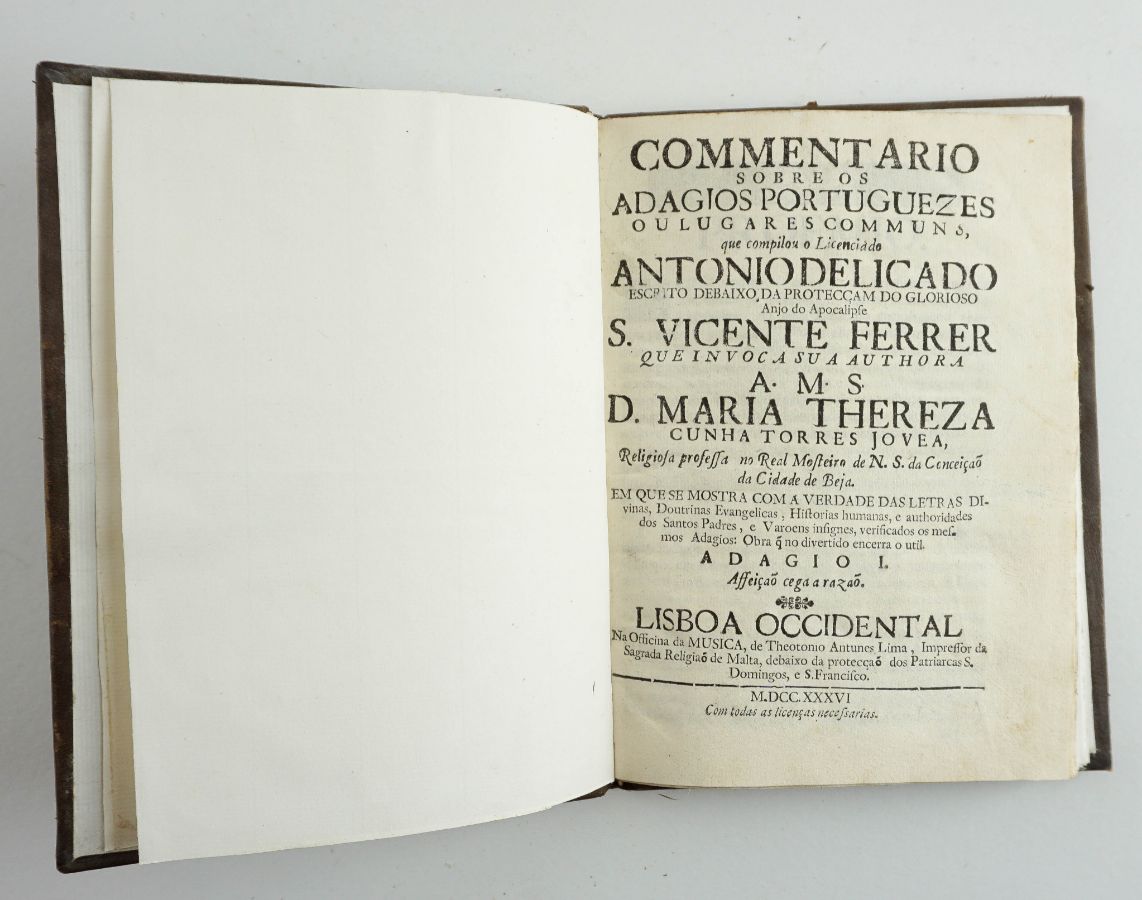 COMMENTARIO
SOBRE OS
ADAGIOS PORTUGUEZES
OU LUGARES COMMUNS,
que compilou o Licenciado
ANTONIO DELICADO
ESCRITO DEBAIXO DA PROTECÇAM DO GLORIOSO
Anjo do Apocalipſe
S. VICENTE FERRER
QUE INVOCA SUA AUTHORA
A. M. S.
D. MARIA THEREZA
CUNHA TORRES JOVEA,
Religioſa profeſſa no Real Moſteiro de N. S. da Conceiçaõ
da Cidade de Beja.
EM QUE SE MOSTRA COM A VERDADE DAS LETRAS DI-
vinas, Doutrinas Evangelicas, Hiſtorias humanas, e authoridades
dos Santos Padres, e Varoens inſignes, verificados os meſ-
mos Adagios: Obra q̃ no divertido encerra o util.
ADAGIO I.
Affeiçaõ cega a razaõ.
LISBOA OCCIDENTAL
Na Officina da MUSICA, de Theotonio Antunes Lima, Impreſſor da
Sagrada Religiaõ de Malta, debaixo da protecçaõ dos Patriarcas S.
Domingos, e S. Franciſco.
M.DCC.XXXVI
Com todas as licenças neceſſarias.